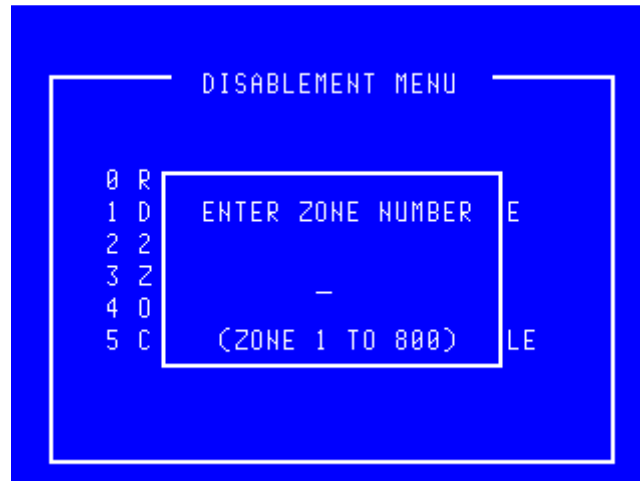 DISABLEMENT MENU
0 R
1 D ENTER ZONE NUMBER E
2 2
3 Z _
4 O
5 C (ZONE 1 TO 800) LE